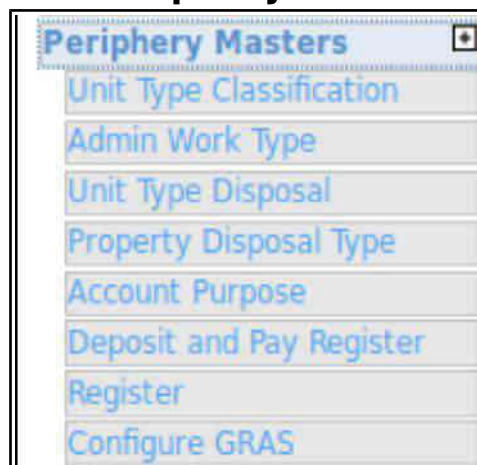 Periphery Masters
Unit Type Classification
Admin Work Type
Unit Type Disposal
Property Disposal Type
Account Purpose
Deposit and Pay Register
Register
Configure GRAS